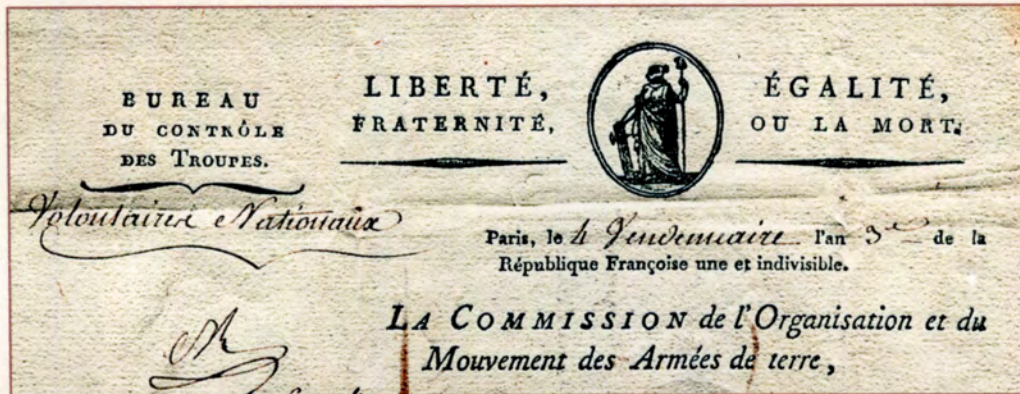 BUREAU
DU CONTRÔLE
DES TROUPES.
Volontaires Nationaux
LIBERTÉ,
FRATERNITÉ,
ÉGALITÉ,
OU LA MORT.
Paris, le 4 Vendemiaire l'an 3e de la
République Françoise une et indivisible.
LA COMMISSION de l'Organisation et du
Mouvement des Armées de terre,